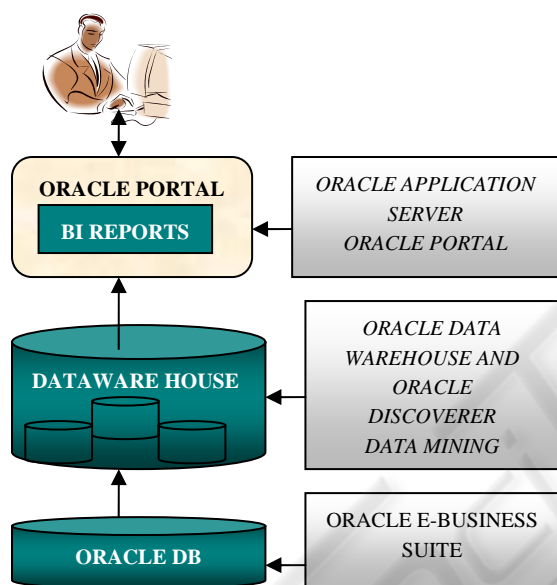 ORACLE PORTAL
BI REPORTS
ORACLE APPLICATION
SERVER
ORACLE PORTAL
DATAWARE HOUSE
ORACLE DATA
WAREHOUSE AND
ORACLE
DISCOVERER
DATA MINING
ORACLE DB
ORACLE E-BUSINESS
SUITE